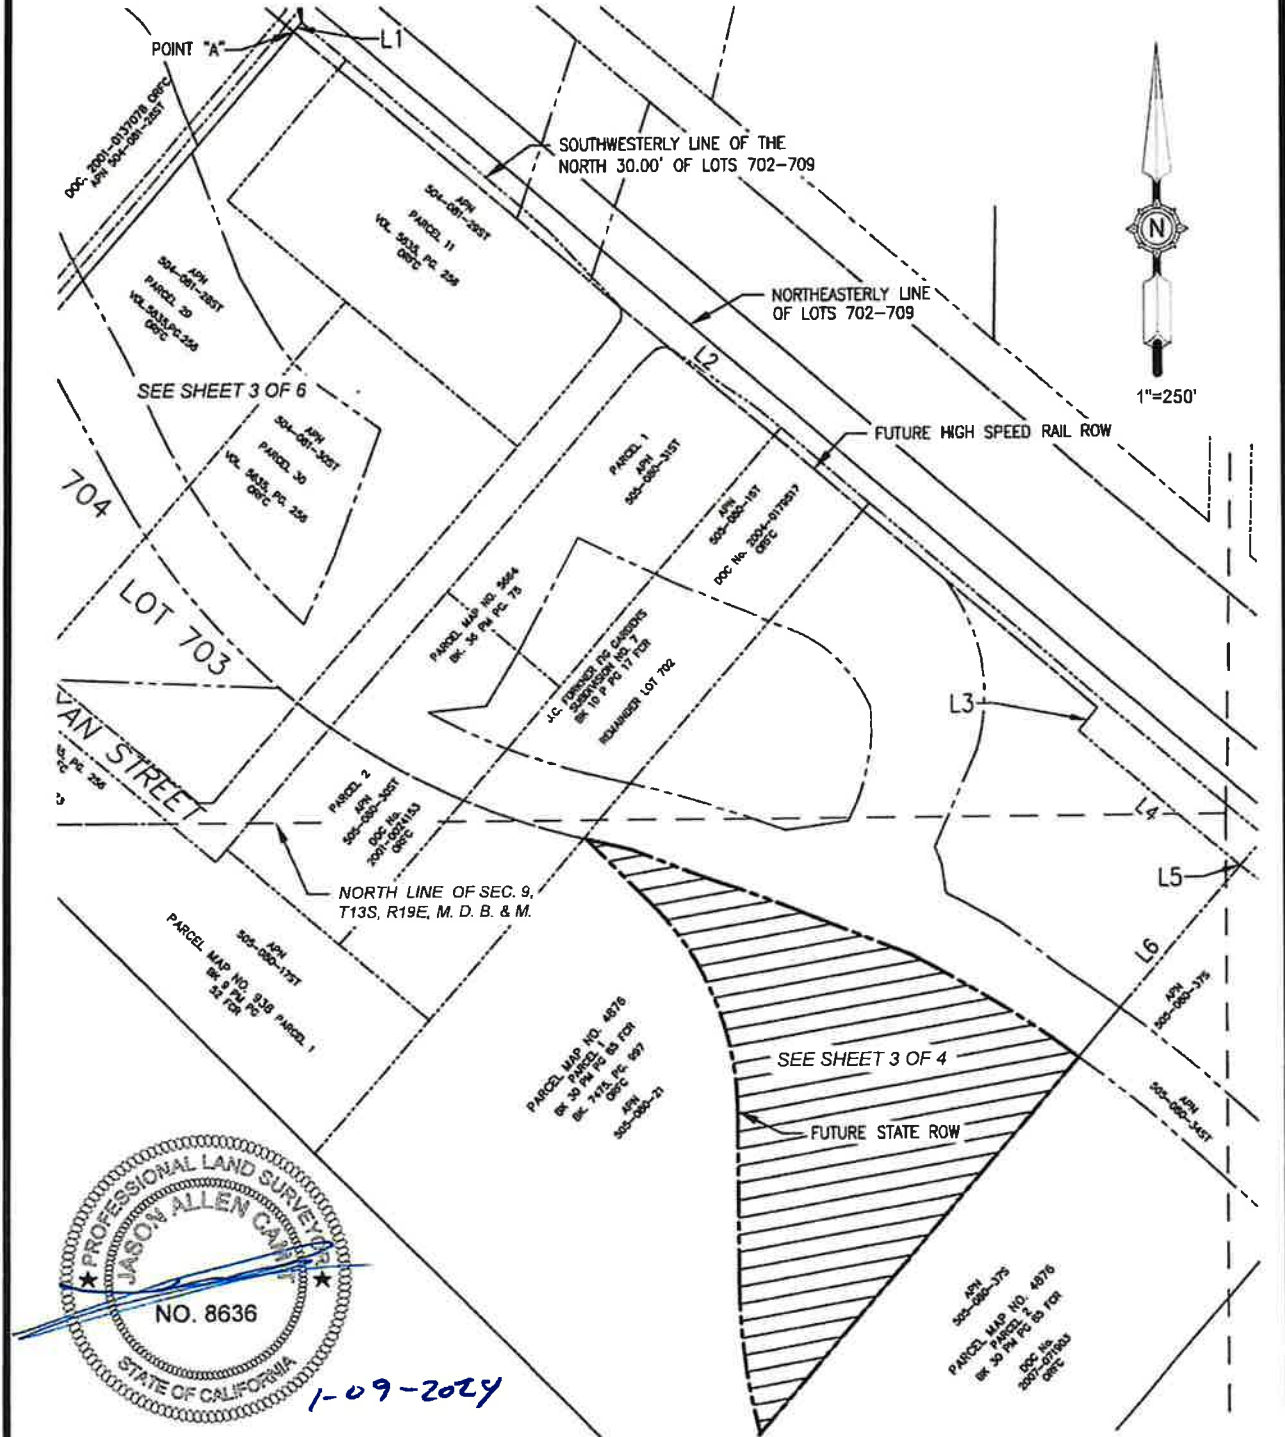 POINT "A"
L1
DOC. 2001-0137078 ORFC
APN 504-081-28ST
SOUTHWESTERLY LINE OF THE
NORTH 30.00' OF LOTS 702-709
APN
504-081-29ST
PARCEL 11
VOL. 5635, PG. 256
ORFC
N
1"=250'
APN
504-081-28ST
PARCEL 29
VOL.5635,PG.256
ORFC
NORTHEASTERLY LINE
OF LOTS 702-709
L2
SEE SHEET 3 OF 6
FUTURE HIGH SPEED RAIL ROW
APN
504-081-30ST
PARCEL 30
VOL. 5635, PG. 256
ORFC
PARCEL 1
APN
505-080-31ST
APN
505-080-15T
DOC No. 2004-0179517
ORFC
704
LOT 703
PARCEL MAP NO. 5664
BK. 36 PM PG. 75
J.C. FORKNER FIG GARDENS
SUBDIVISION NO. 7
BK 10 P PG 17 FCR
REMAINDER LOT 702
L3
VAN STREET
PG. 256
PARCEL 2
APN
505-080-30ST
DOC No.
2001-0024153
ORFC
L4
L5
NORTH LINE OF SEC. 9,
T13S, R19E, M. D. B. & M.
L6
APN
505-080-17ST
PARCEL MAP NO. 938 PARCEL 1
BK 9 PM PG
52 FCR
APN
505-080-37S
PARCEL MAP NO. 4876
PARCEL 1
BK 30 PM PG 85 FCR
BK. 7475, PG. 997
ORFC
APN
505-080-21
SEE SHEET 3 OF 4
APN
505-080-34ST
FUTURE STATE ROW
PROFESSIONAL LAND SURVEYOR
JASON ALLEN CANTT
NO. 8636
STATE OF CALIFORNIA
1-09-2024
APN
505-080-37S
PARCEL MAP NO. 4876
PARCEL 2
BK 30 PM PG 85 FCR
DOC No.
2007-071903
ORFC